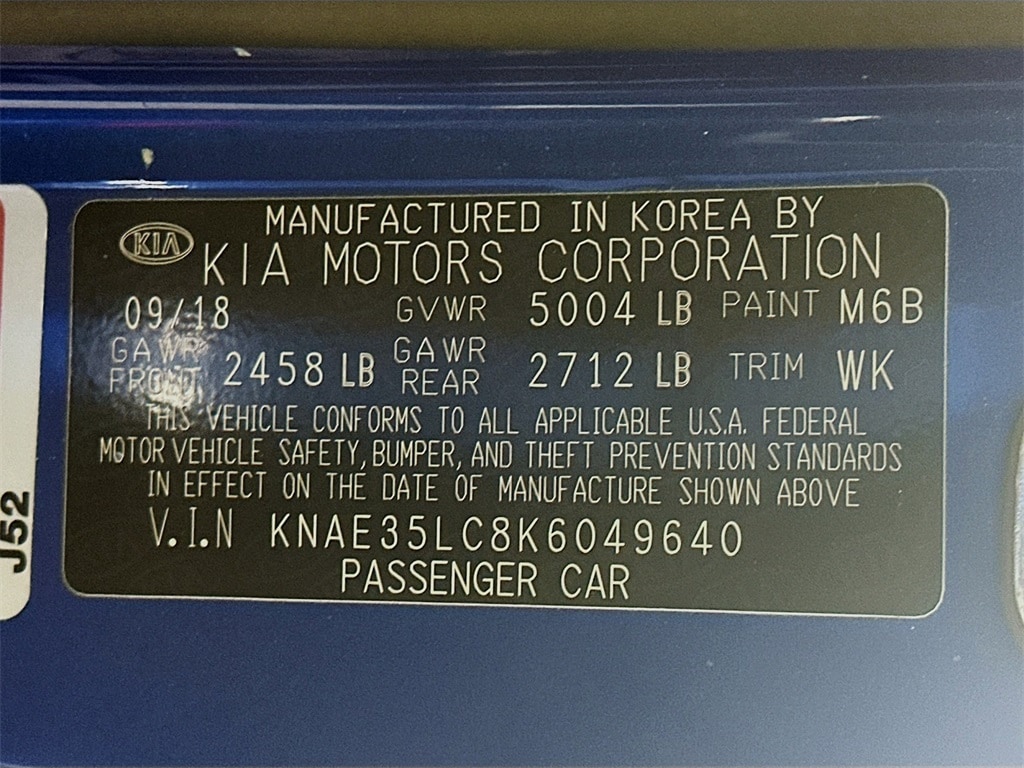 MANUFACTURED IN KOREA BY
KIA KIA MOTORS CORPORATION
09/18 GVWR 5004 LB PAINT M6B
GAWR FRONT 2458 LB GAWR REAR 2712 LB TRIM WK
THIS VEHICLE CONFORMS TO ALL APPLICABLE U.S.A. FEDERAL
MOTOR VEHICLE SAFETY, BUMPER, AND THEFT PREVENTION STANDARDS
IN EFFECT ON THE DATE OF MANUFACTURE SHOWN ABOVE
V.I.N KNAE35LC8K6049640
PASSENGER CAR
J52